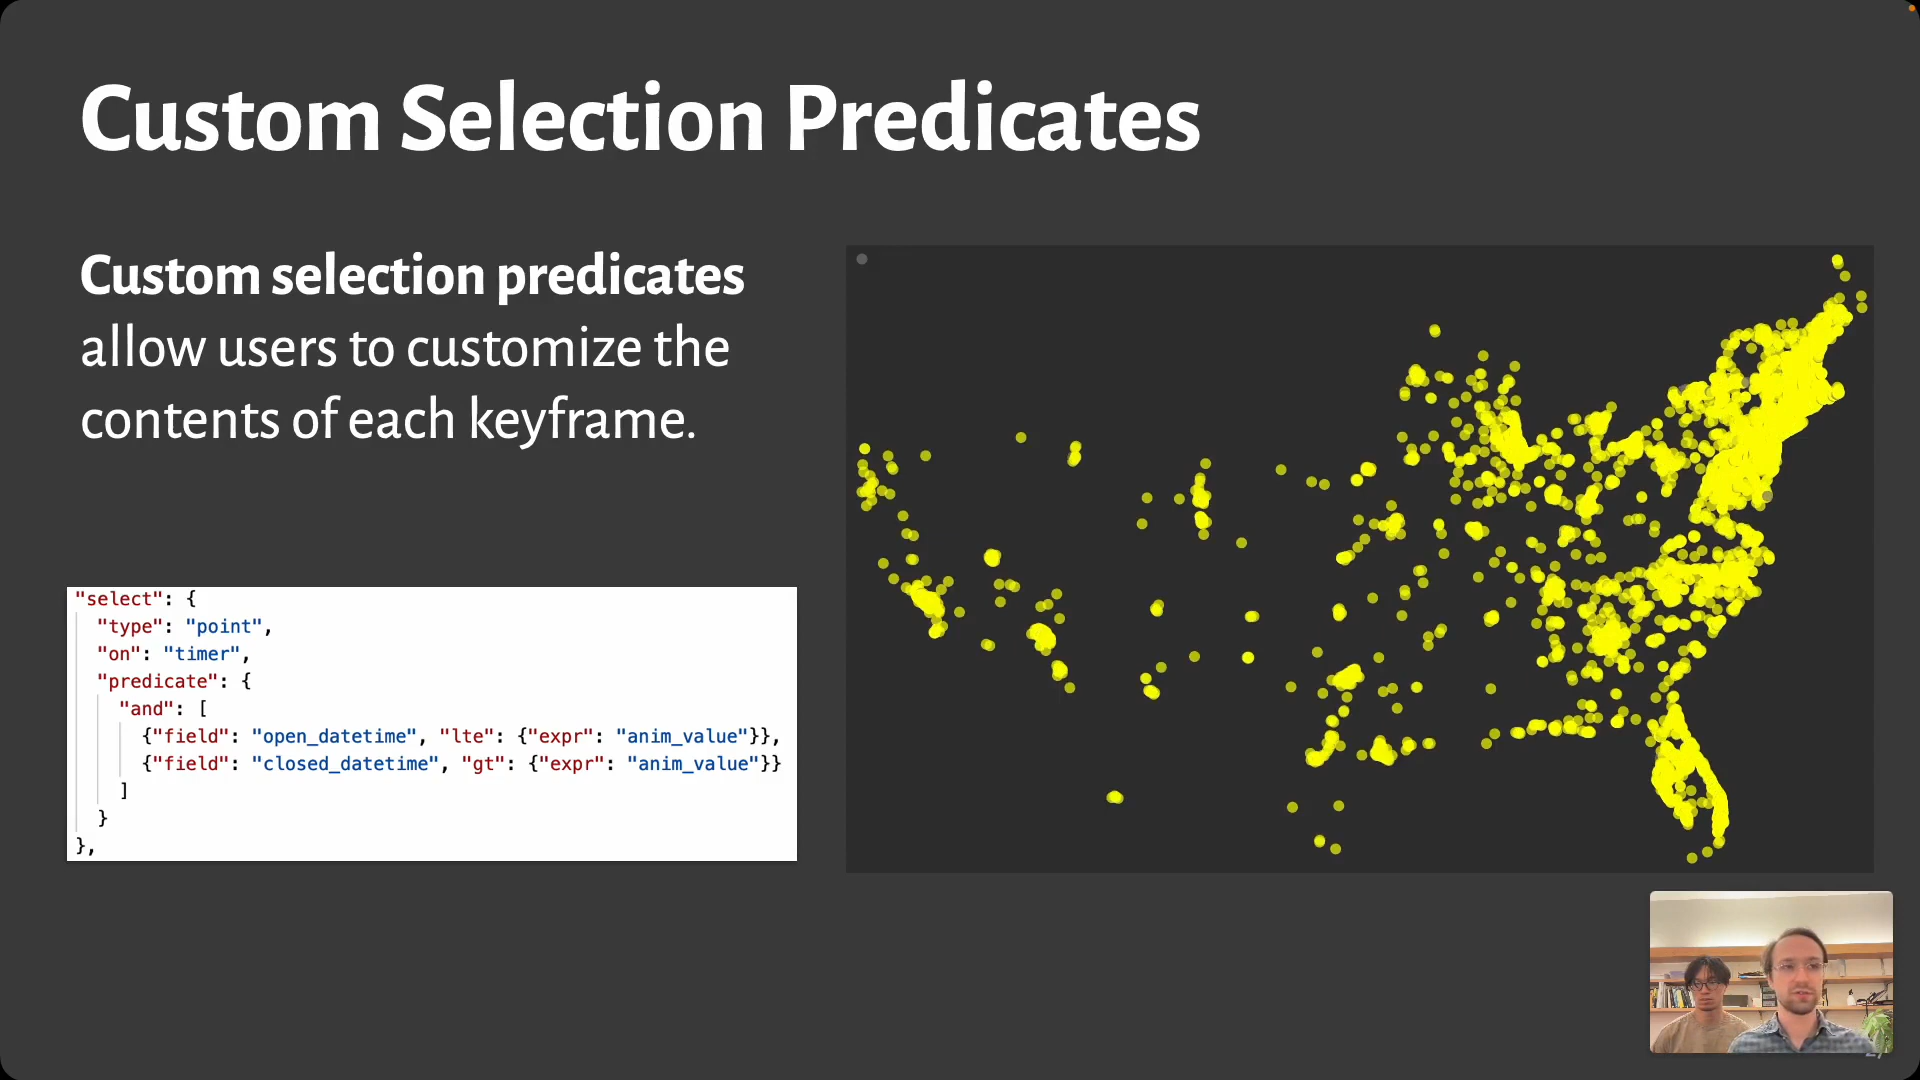 Custom Selection Predicates
Custom selection predicates
allow users to customize the
contents of each keyframe.
"select": {
"type": "point",
"on": "timer",
"predicate": {
"and": [
{"field": "open_datetime", "lte": {"expr": "anim_value"}},
{"field": "closed_datetime", "gt": {"expr": "anim_value"}}
]
}
},